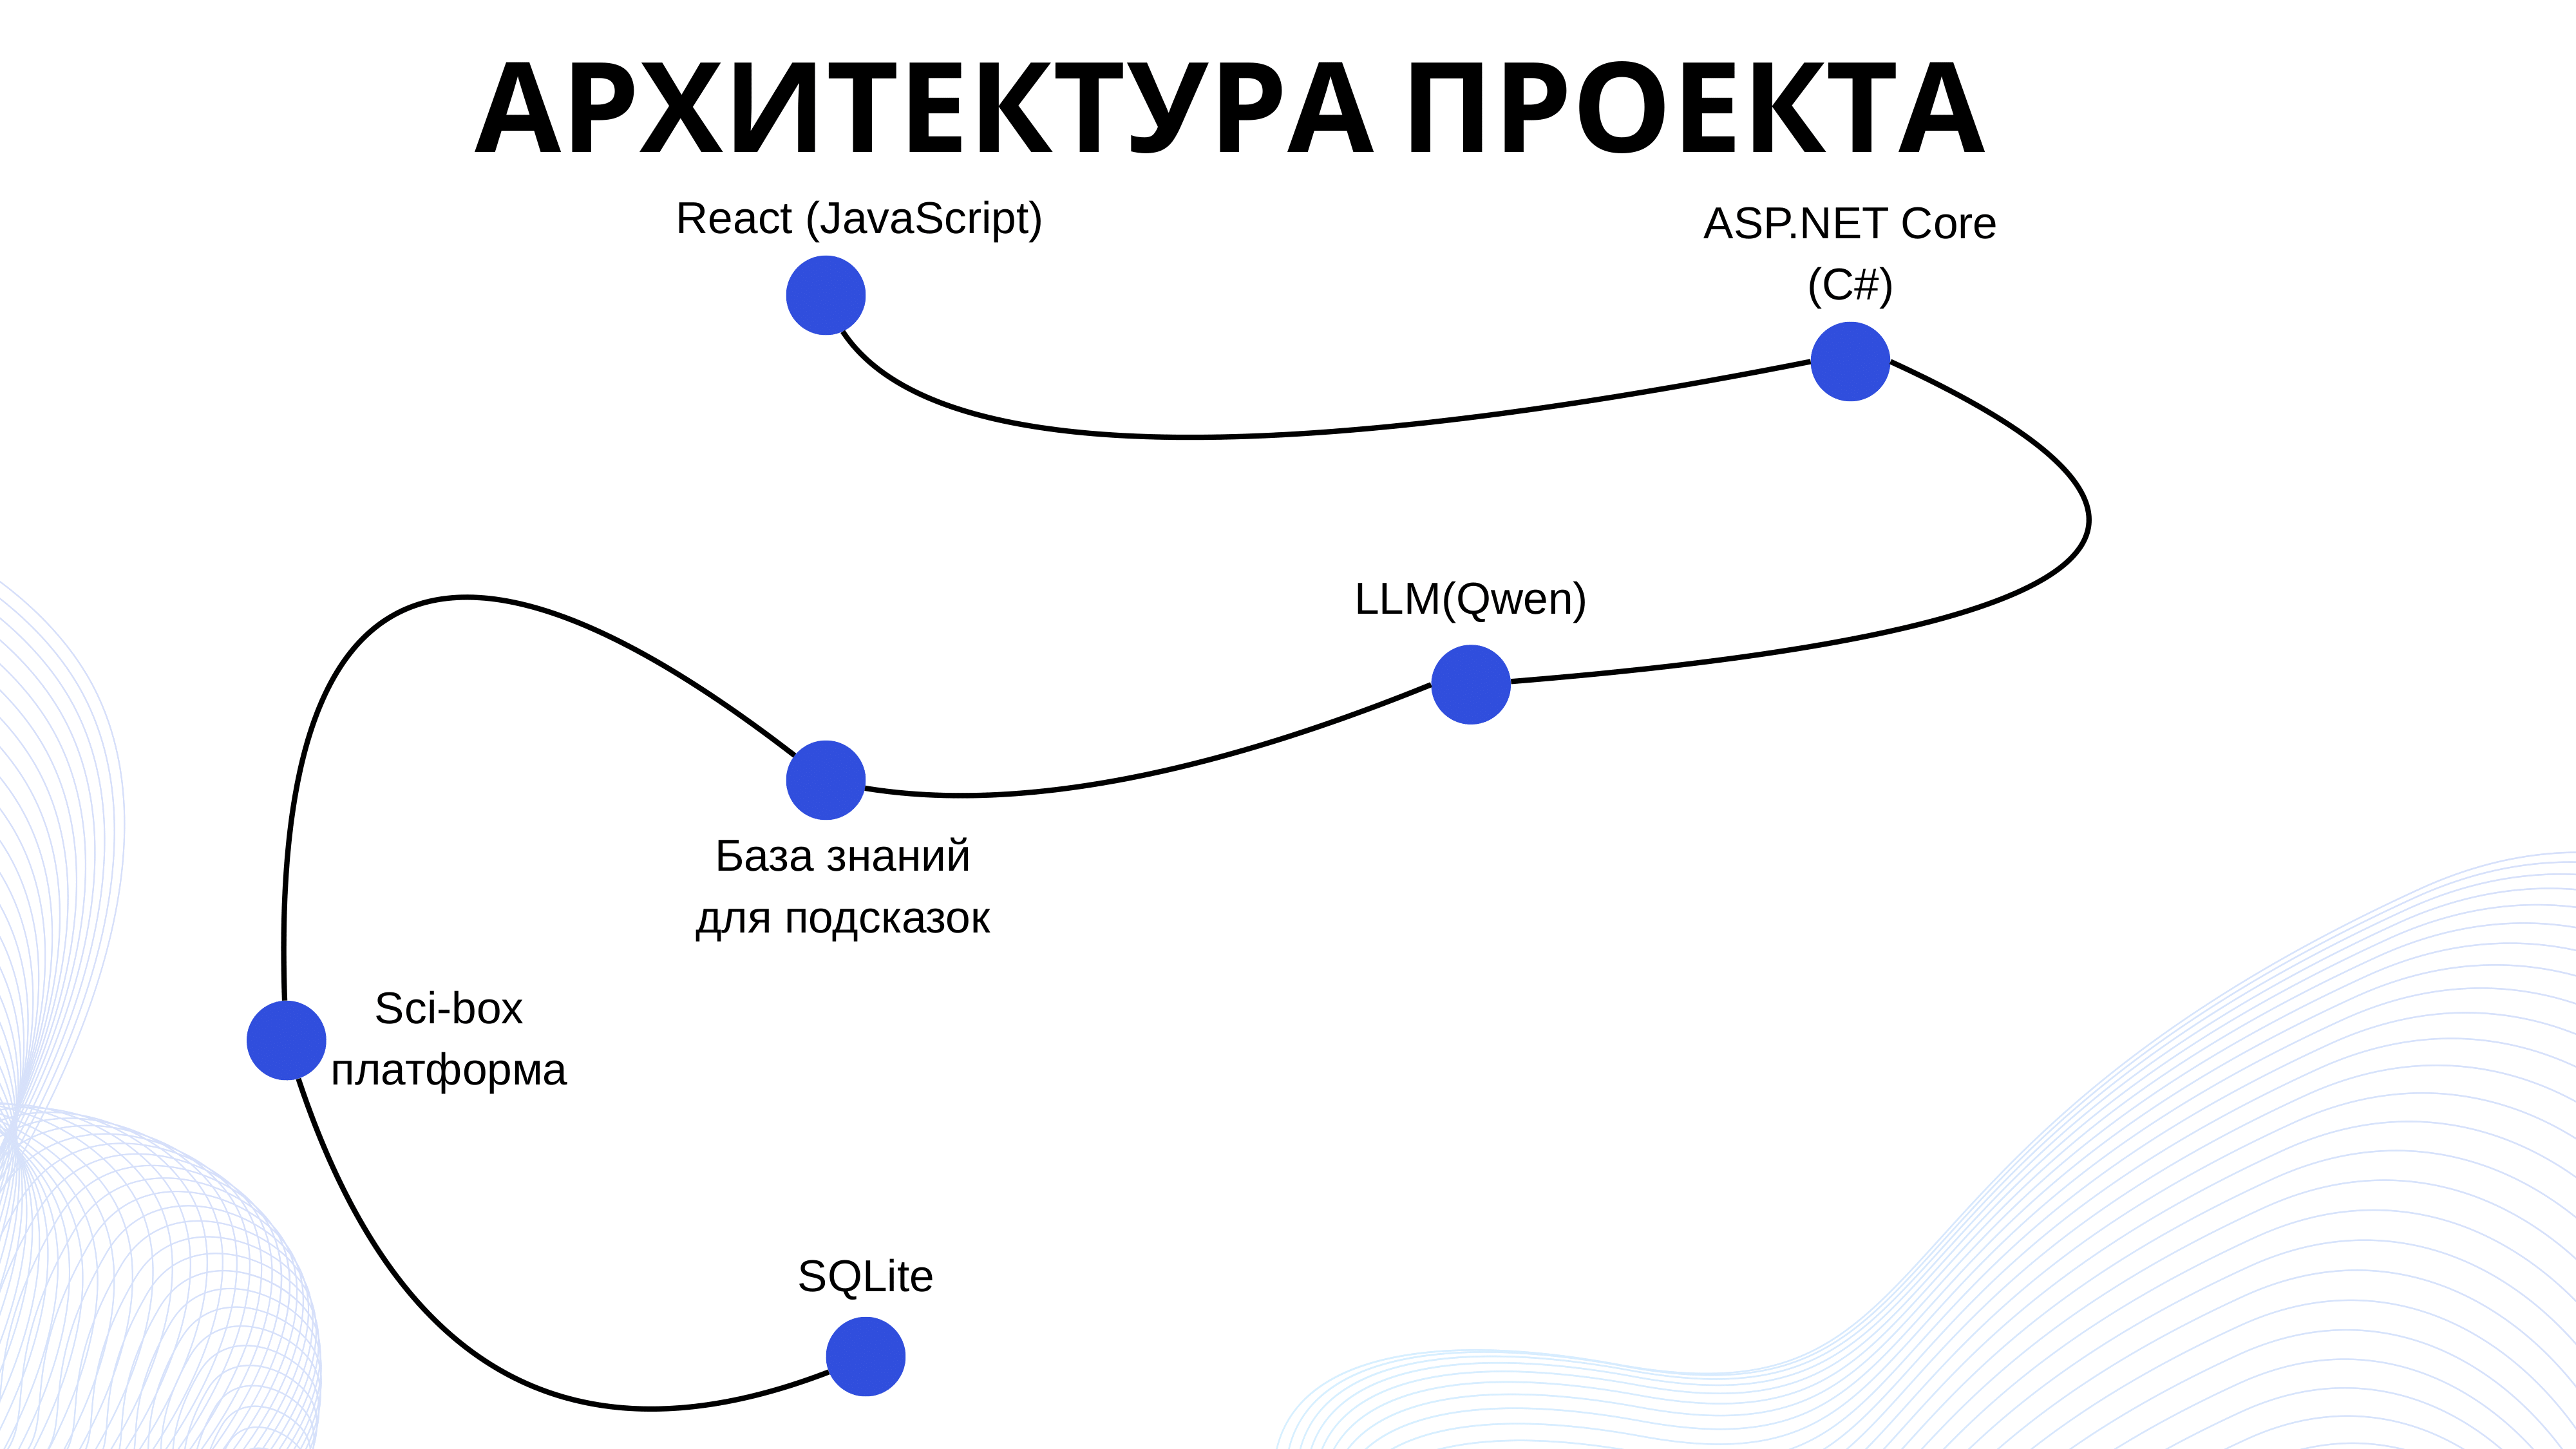 АРХИТЕКТУРА ПРОЕКТА
React (JavaScript)
ASP.NET Core
(C#)
LLM(Qwen)
База знаний
для подсказок
Sci-box
платформа
SQLite